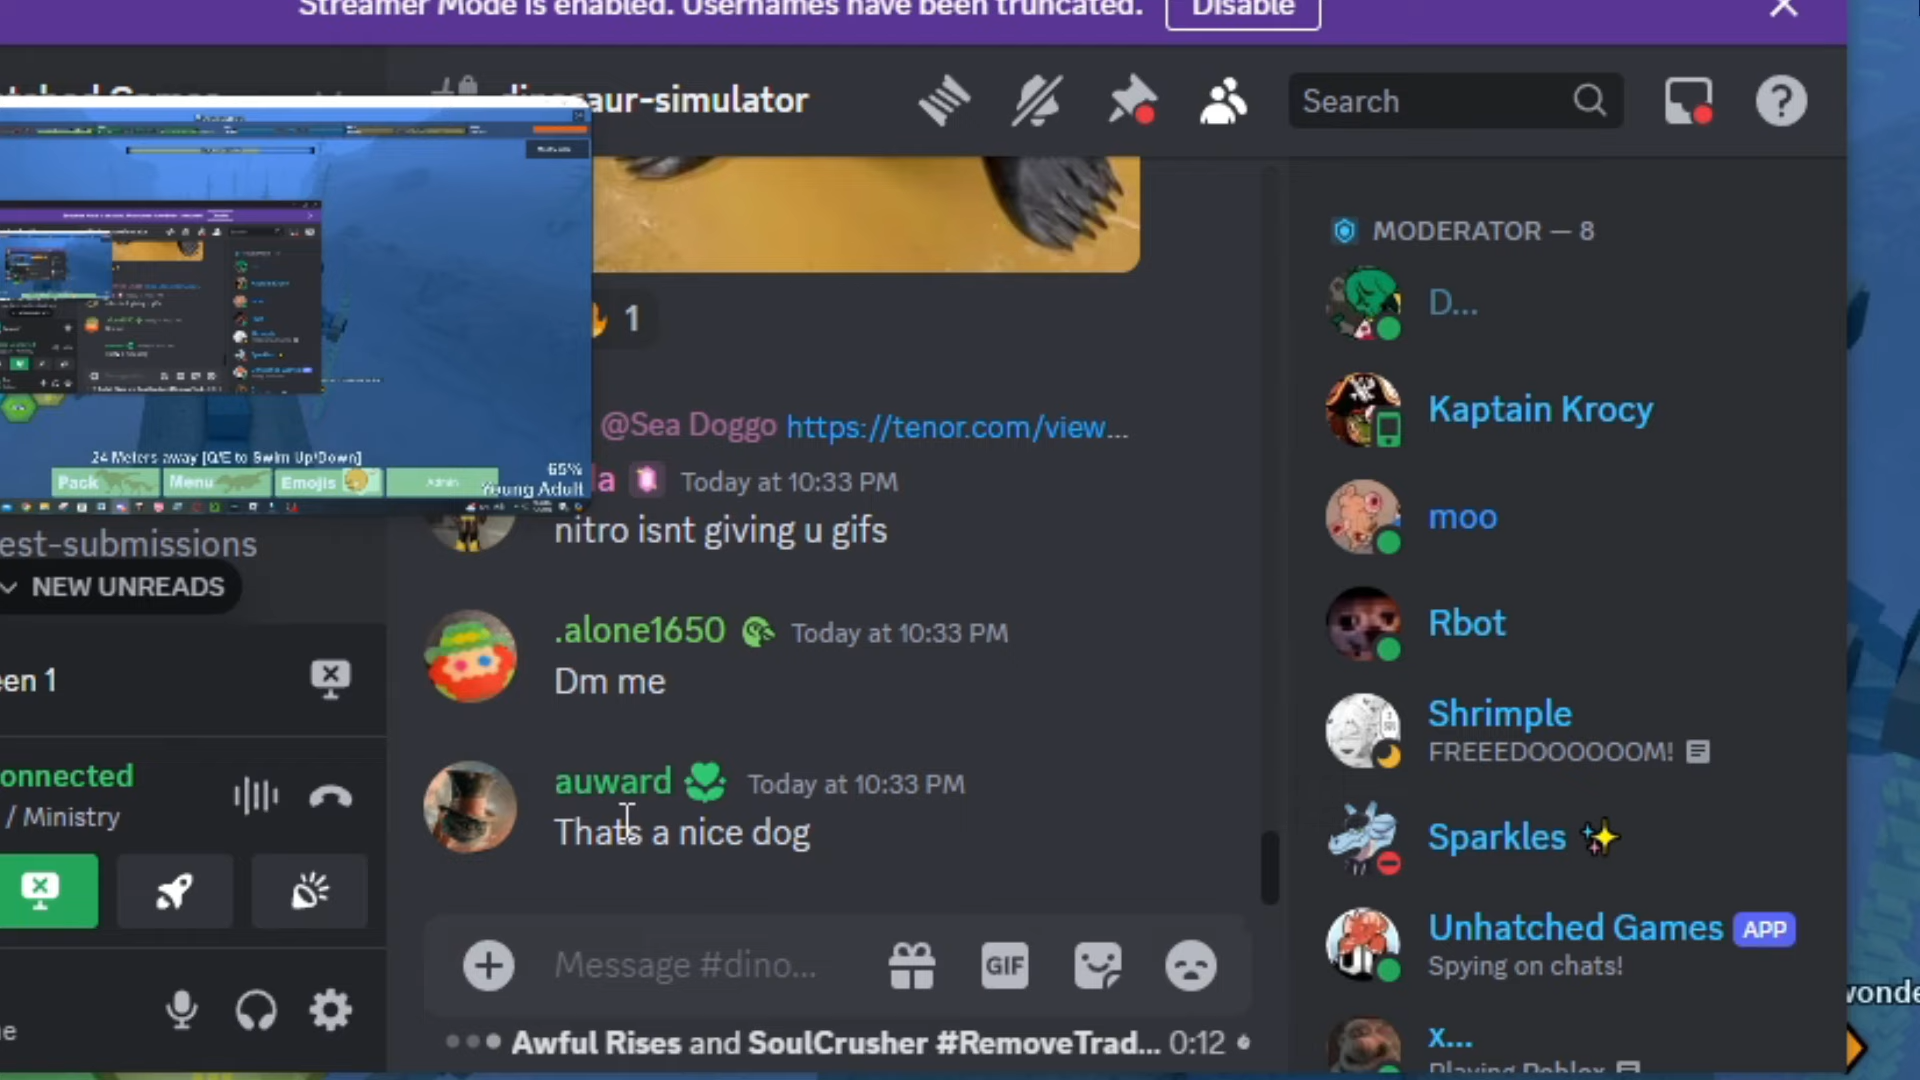 Streamer Mode is enabled. Usernames have been truncated.
Disable
dinosaur-simulator
Search
24 Meters away [Q/E to Swim Up/Down]
Pack
Menu
Emojis
Admin
65%
Young Adult
est-submissions
NEW UNREADS
een 1
onnected
/ Ministry
1
@Sea Doggo https://tenor.com/view...
la Today at 10:33 PM
nitro isnt giving u gifs
.alone1650 Today at 10:33 PM
Dm me
auward Today at 10:33 PM
Thats a nice dog
Message #dino...
GIF
Awful Rises and SoulCrusher #RemoveTrad... 0:12
MODERATOR — 8
D...
Kaptain Krocy
moo
Rbot
Shrimple
FREEEDOOOOOOM!
Sparkles
Unhatched Games APP
Spying on chats!
x...
Playing Roblox
wonde